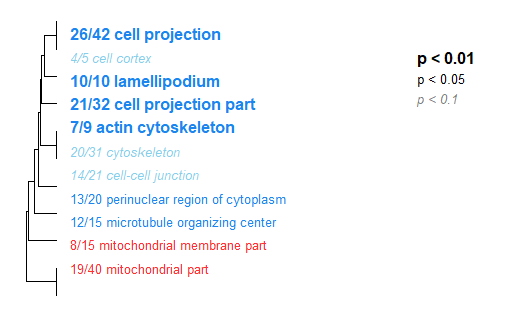 26/42 cell projection
4/5 cell cortex
10/10 lamellipodium
21/32 cell projection part
7/9 actin cytoskeleton
20/31 cytoskeleton
14/21 cell-cell junction
13/20 perinuclear region of cytoplasm
12/15 microtubule organizing center
8/15 mitochondrial membrane part
19/40 mitochondrial part
p < 0.01
p < 0.05
p < 0.1